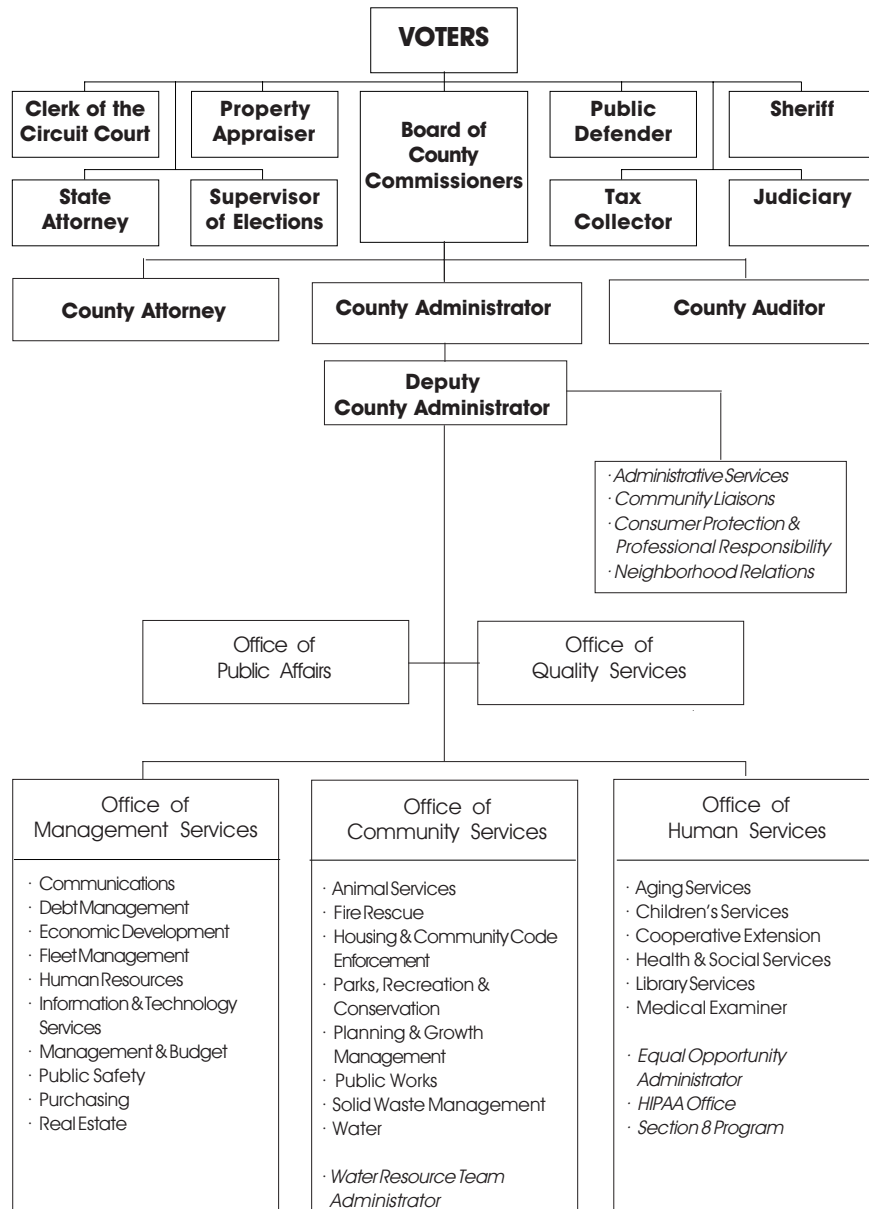 VOTERS
Clerk of the
Circuit Court
Property
Appraiser
Board of
County
Commissioners
Public
Defender
Sheriff
State
Attorney
Supervisor
of Elections
Tax
Collector
Judiciary
County Attorney
County Administrator
County Auditor
Deputy
County Administrator
· Administrative Services
· Community Liaisons
· Consumer Protection &
Professional Responsibility
· Neighborhood Relations
Office of
Public Affairs
Office of
Quality Services
Office of
Management Services
· Communications
· Debt Management
· Economic Development
· Fleet Management
· Human Resources
· Information & Technology
Services
· Management & Budget
· Public Safety
· Purchasing
· Real Estate
Office of
Community Services
· Animal Services
· Fire Rescue
· Housing & Community Code
Enforcement
· Parks, Recreation &
Conservation
· Planning & Growth
Management
· Public Works
· Solid Waste Management
· Water
· Water Resource Team
Administrator
Office of
Human Services
· Aging Services
· Children's Services
· Cooperative Extension
· Health & Social Services
· Library Services
· Medical Examiner
· Equal Opportunity
Administrator
· HIPAA Office
· Section 8 Program